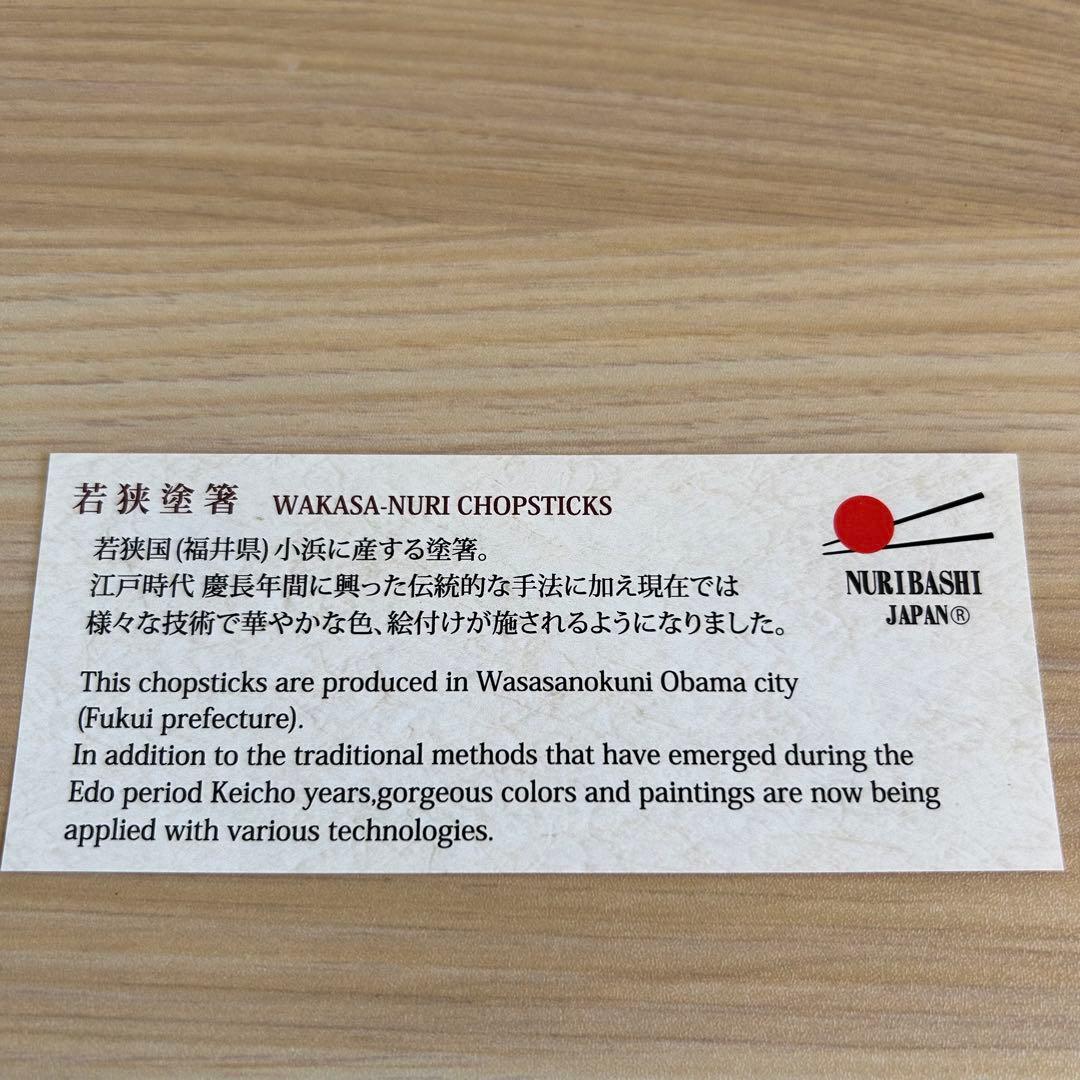 若狭塗箸 WAKASA-NURI CHOPSTICKS
若狭国(福井県)小浜に産する塗箸。
江戸時代 慶長年間に興った伝統的な手法に加え現在では
様々な技術で華やかな色、絵付けが施されるようになりました。
NURIBASHI
JAPAN®
This chopsticks are produced in Wasasanokuni Obama city
(Fukui prefecture).
In addition to the traditional methods that have emerged during the
Edo period Keicho years,gorgeous colors and paintings are now being
applied with various technologies.